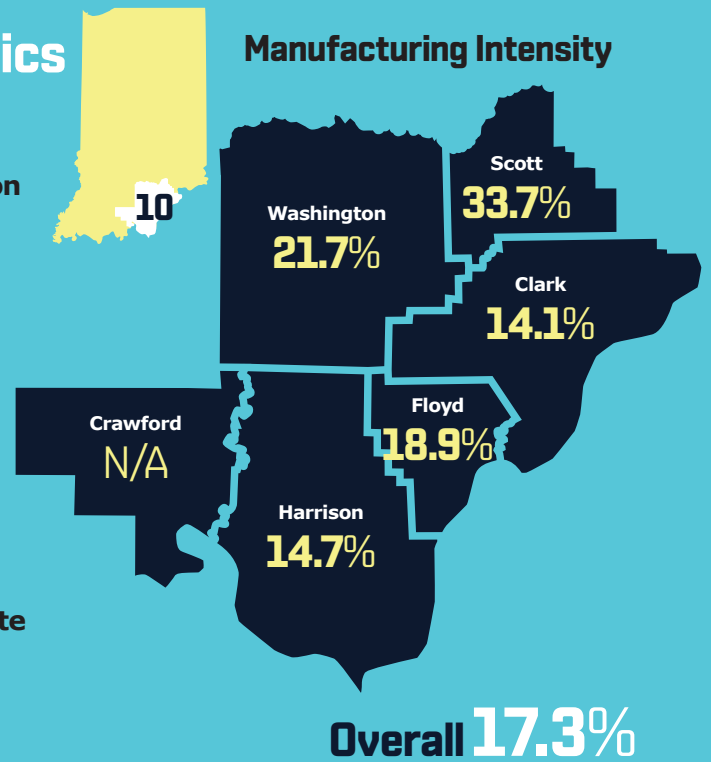 ics
Manufacturing Intensity
on
10
Scott
33.7%
Washington
21.7%
Clark
14.1%
Floyd
18.9%
Crawford
N/A
Harrison
14.7%
te
Overall 17.3%